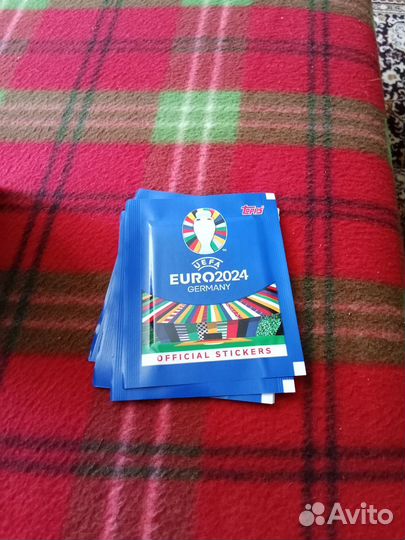 Topps
UEFA
EURO2024
GERMANY
OFFICIAL STICKERS
Avito